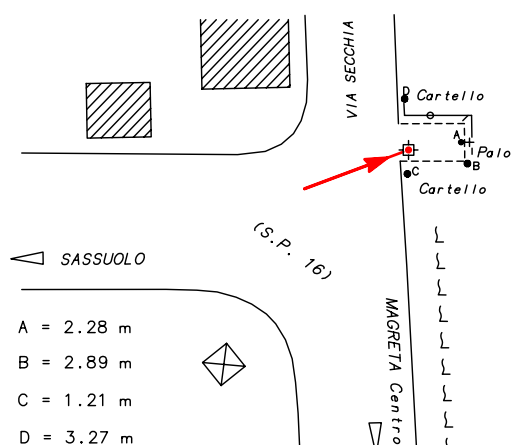 VIA SECCHIA
D
Cartello
A
Palo
B
C
Cartello
(S.P. 16)
SASSUOLO
MAGRETA Centro
A = 2.28 m
B = 2.89 m
C = 1.21 m
D = 3.27 m